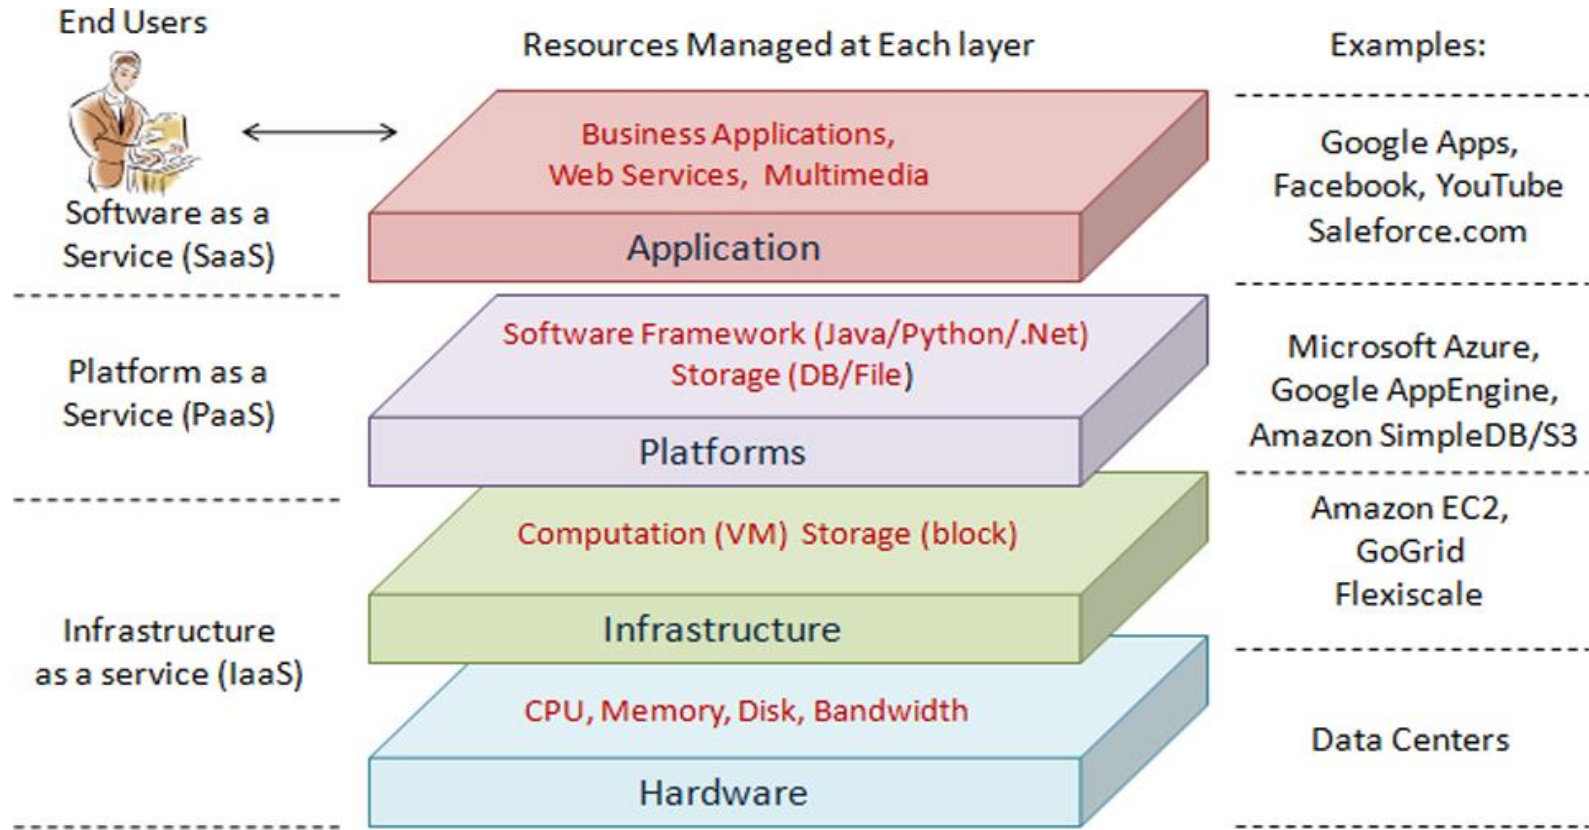 End Users
Resources Managed at Each layer
Examples:
Business Applications,
Web Services, Multimedia
Application
Software as a
Service (SaaS)
Google Apps,
Facebook, YouTube
Saleforce.com
Software Framework (Java/Python/.Net)
Storage (DB/File)
Platforms
Platform as a
Service (PaaS)
Microsoft Azure,
Google AppEngine,
Amazon SimpleDB/S3
Computation (VM) Storage (block)
Infrastructure
Amazon EC2,
GoGrid
Flexiscale
Infrastructure
as a service (IaaS)
CPU, Memory, Disk, Bandwidth
Hardware
Data Centers